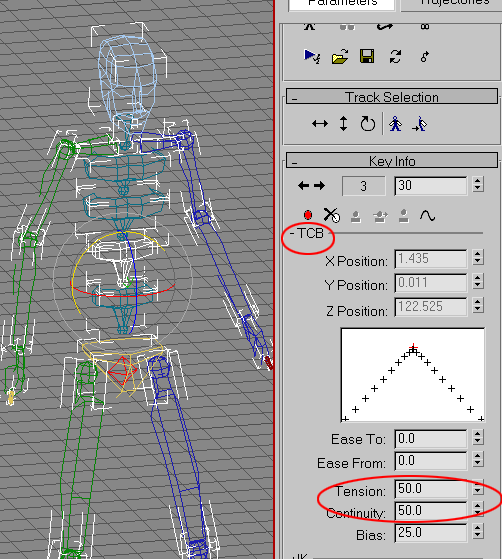 Parameters Trajectories
- Track Selection
- Key Info
3 30
- TCB
X Position: 1.435
Y Position: 0.011
Z Position: 122.525
Ease To: 0.0
Ease From: 0.0
Tension: 50.0
Continuity: 50.0
Bias: 25.0